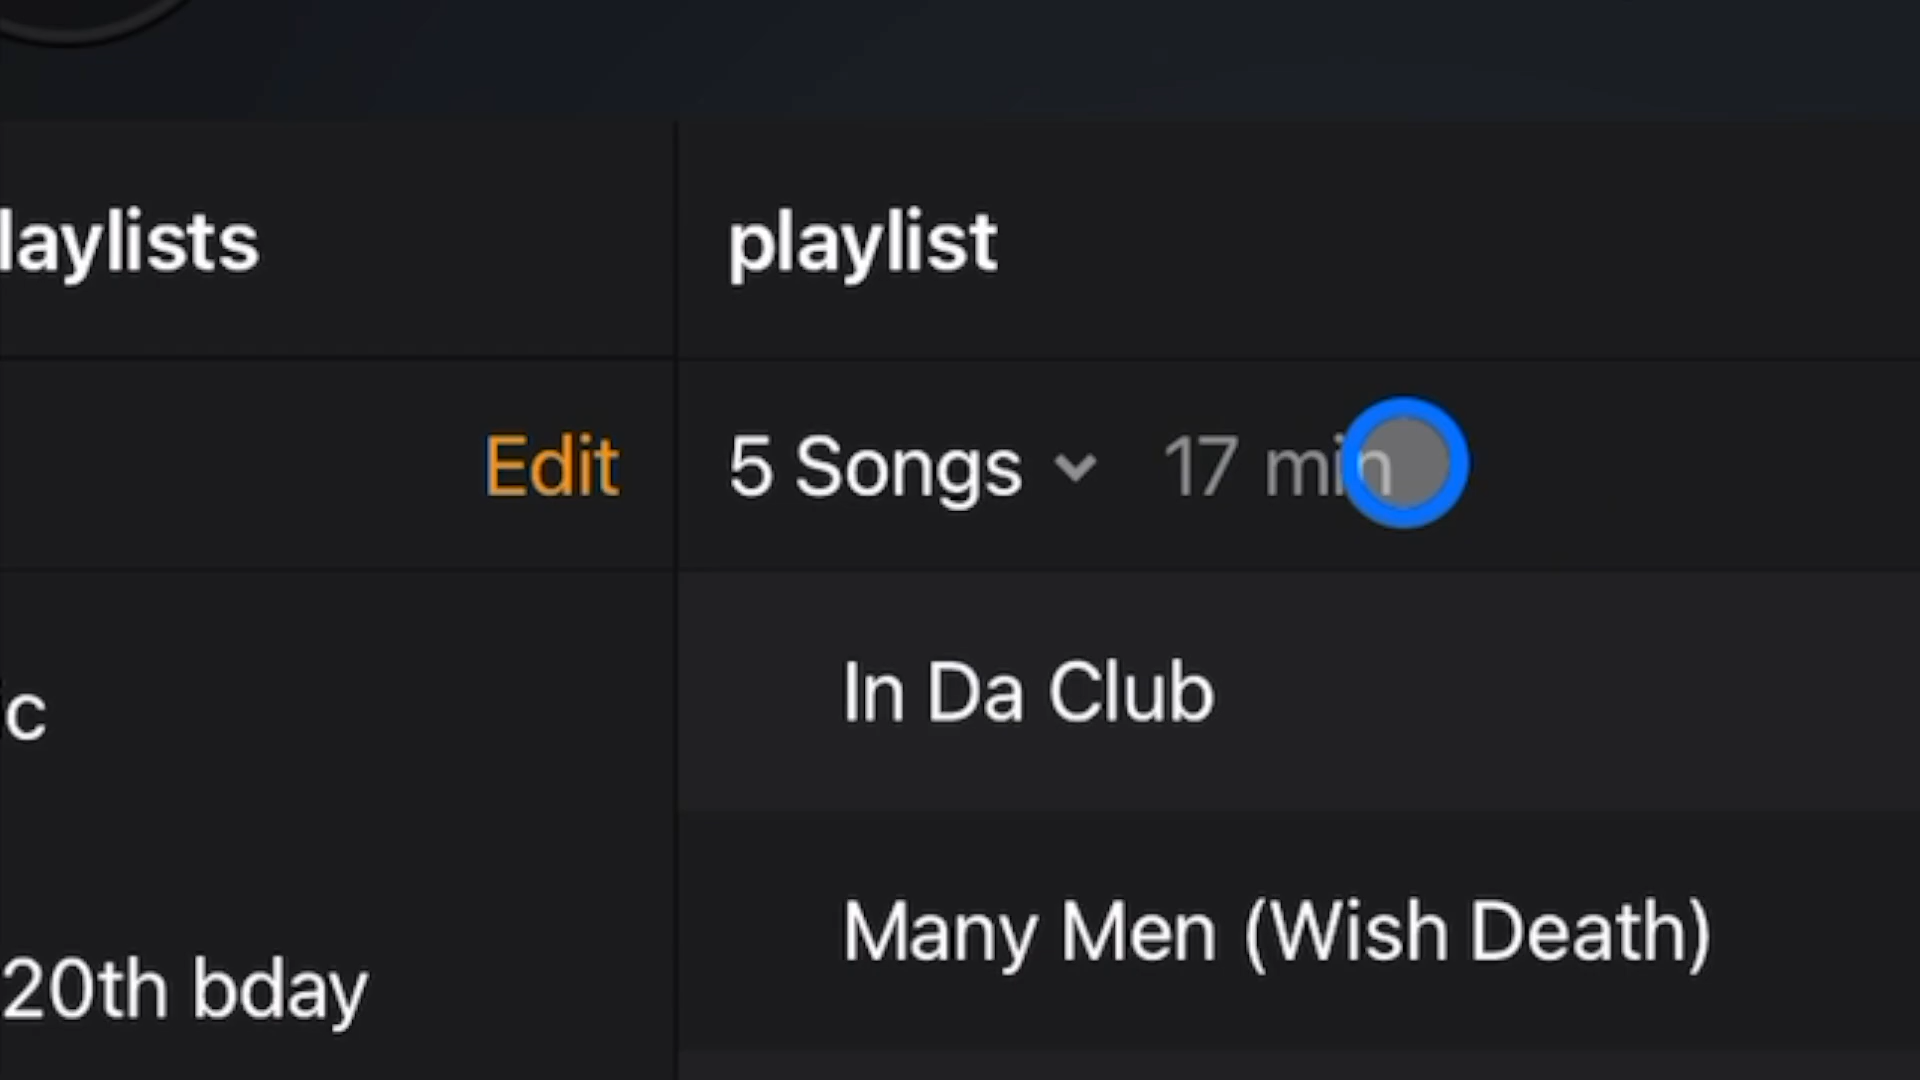 laylists
playlist
Edit
5 Songs 17 min
In Da Club
c
Many Men (Wish Death)
20th bday